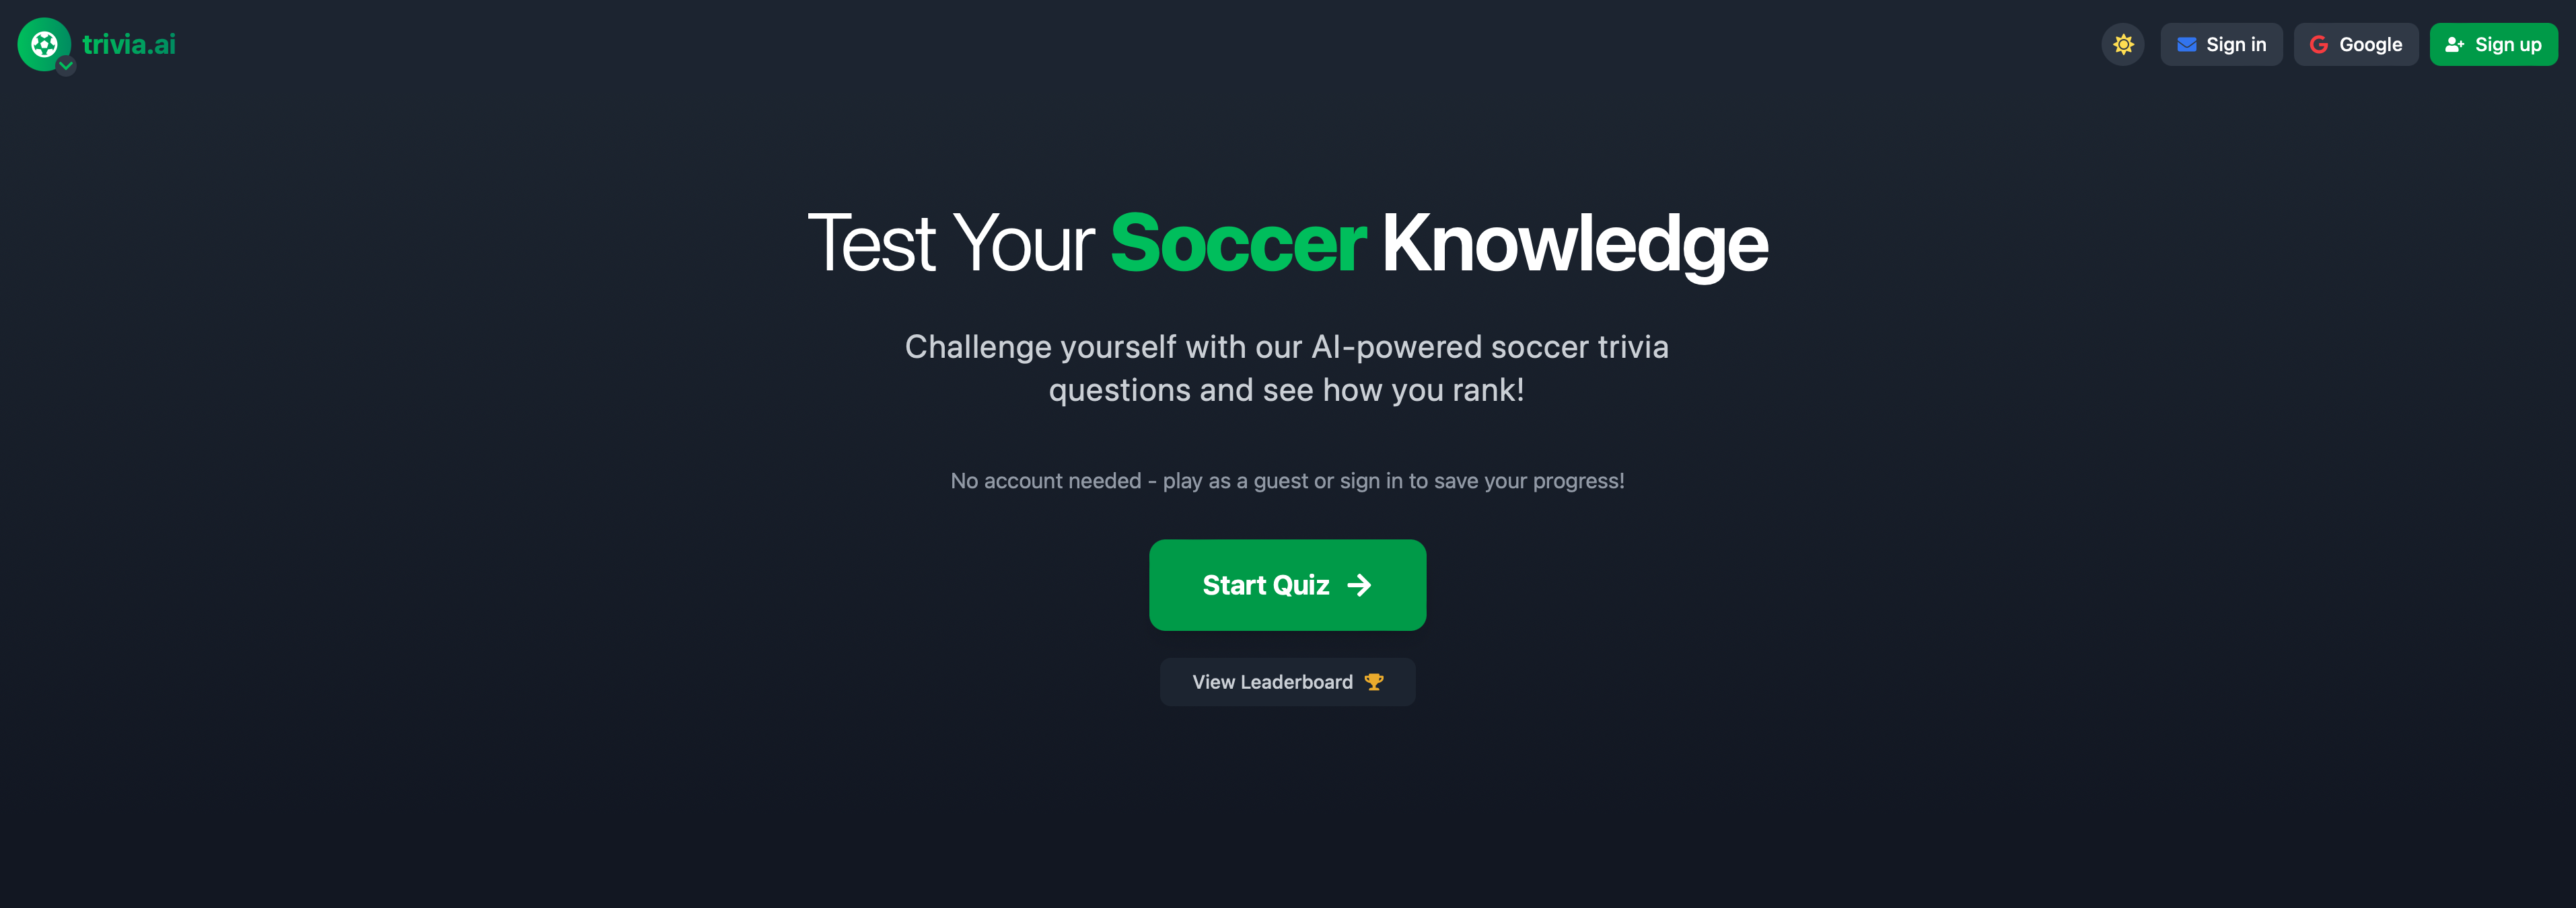 trivia.ai
Sign in
Google
Sign up
Test Your Soccer Knowledge
Challenge yourself with our AI-powered soccer trivia
questions and see how you rank!
No account needed - play as a guest or sign in to save your progress!
Start Quiz
View Leaderboard